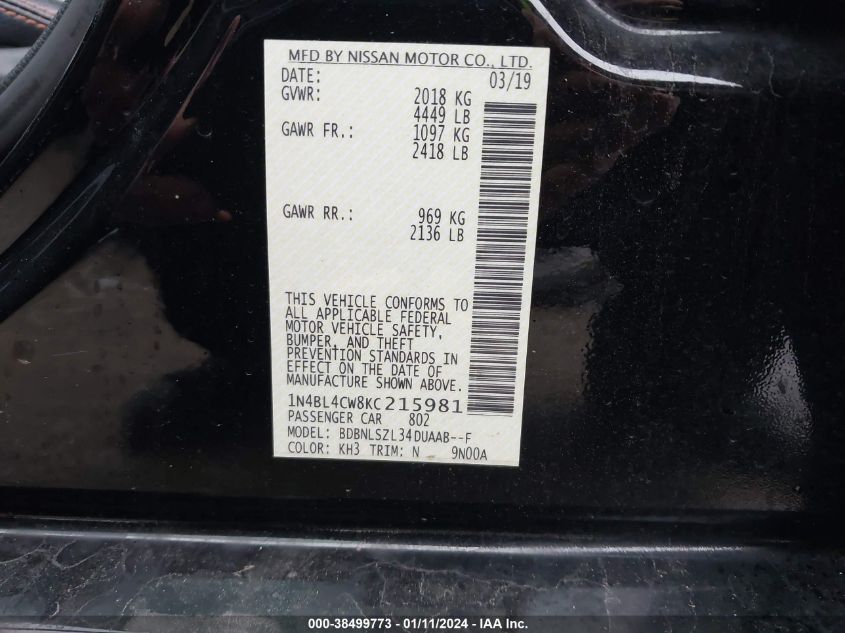 MFD BY NISSAN MOTOR CO., LTD.
DATE: 03/19
GVWR: 2018 KG
4449 LB
GAWR FR.: 1097 KG
2418 LB
GAWR RR.: 969 KG
2136 LB
THIS VEHICLE CONFORMS TO
ALL APPLICABLE FEDERAL
MOTOR VEHICLE SAFETY,
BUMPER, AND THEFT
PREVENTION STANDARDS IN
EFFECT ON THE DATE OF
MANUFACTURE SHOWN ABOVE.
1N4BL4CW8KC215981
PASSENGER CAR 802
MODEL: BDBNLSZL34DUAAB--F
COLOR: KH3 TRIM: N 9N00A
000-38499773 - 01/11/2024 - IAA Inc.